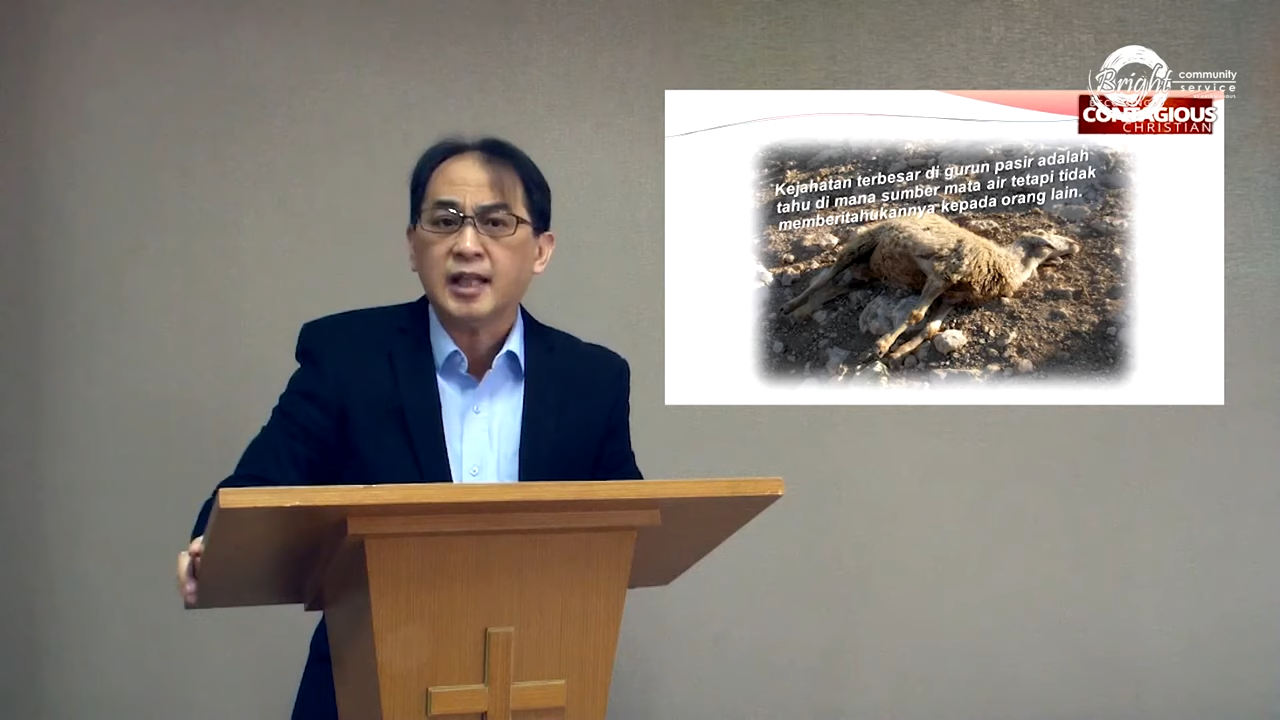 Bright
community
service
BECOMING
CONTAGIOUS
CHRISTIAN
Kejahatan terbesar di gurun pasir adalah
tahu di mana sumber mata air tetapi tidak
memberitahukannya kepada orang lain.